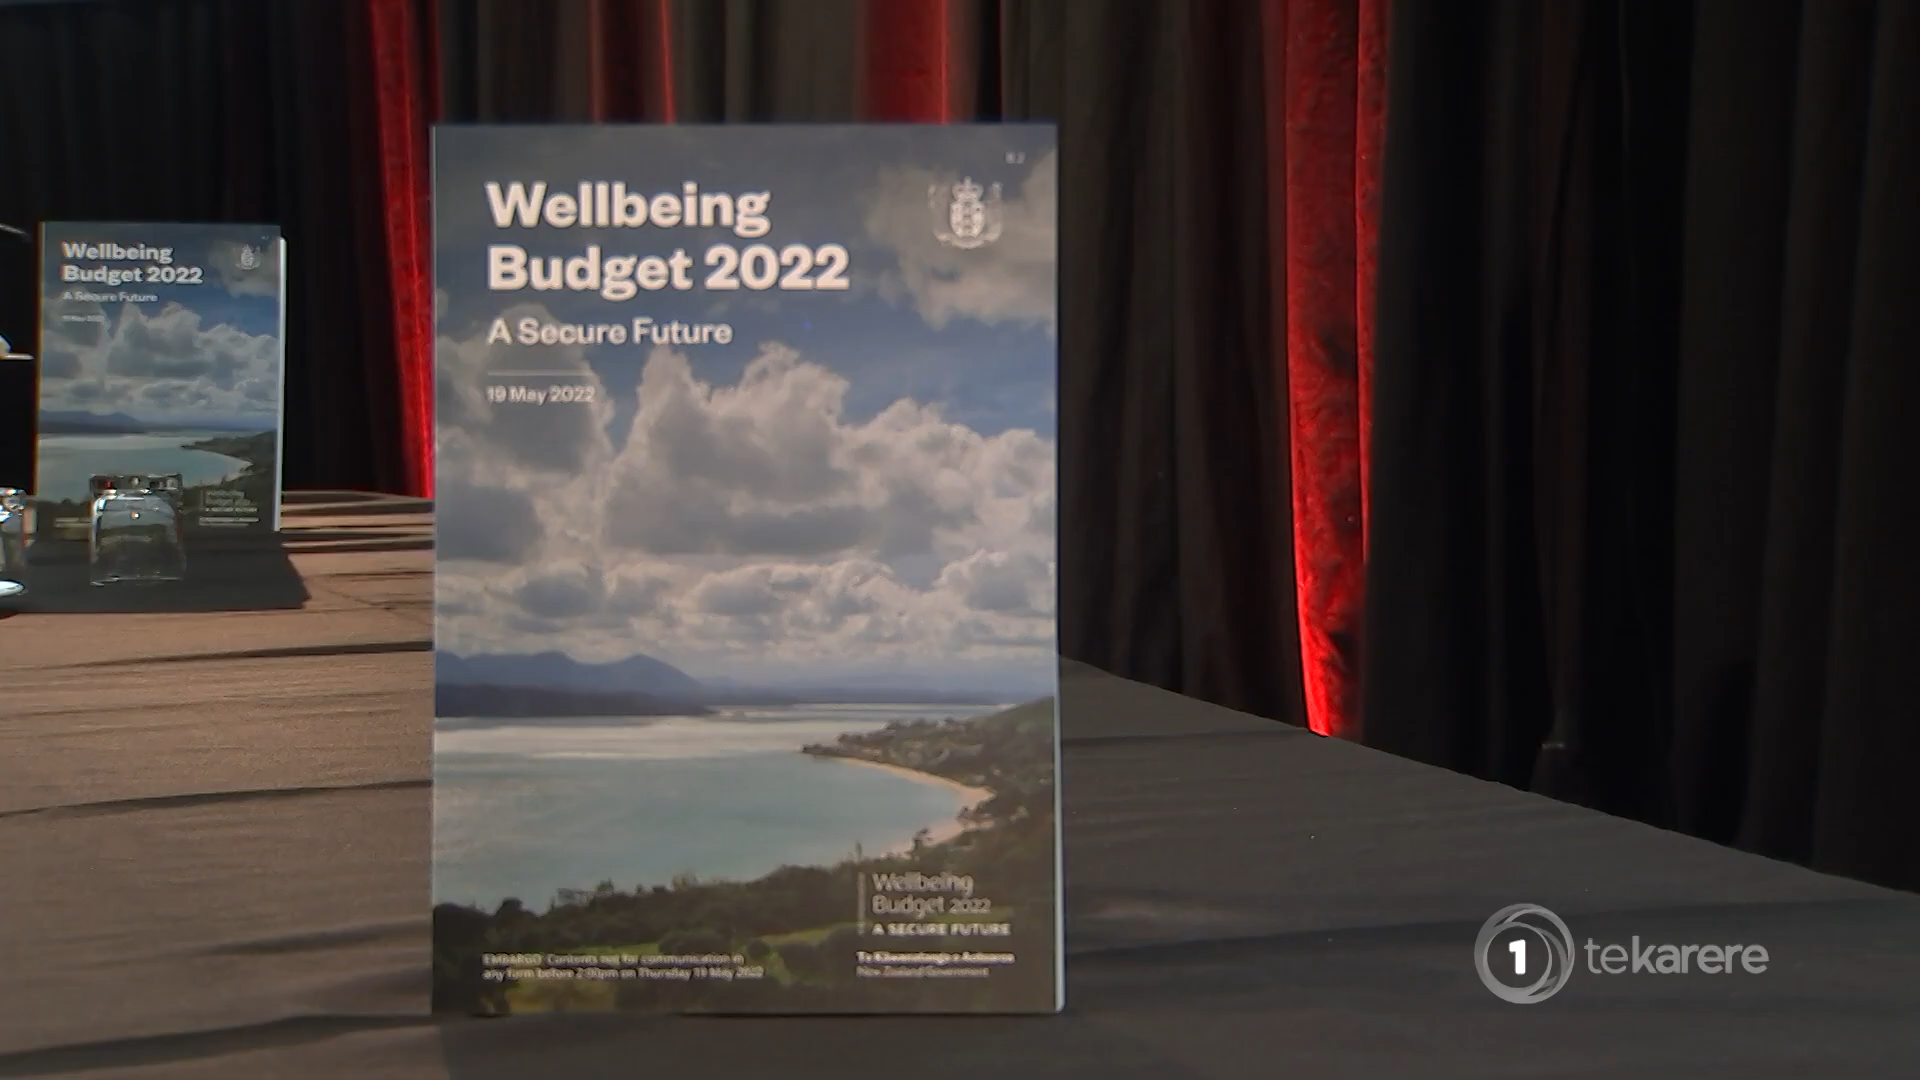 Wellbeing
Budget 2022
A Secure Future
Wellbeing
Budget 2022
A Secure Future
19 May 2022
Wellbeing
Budget 2022
A SECURE FUTURE
EMBARGO: Contents not for communication in
any form before 2:00pm on Thursday 19 May 2022
Te Kāwanatanga o Aotearoa
New Zealand Government
1 tekarere